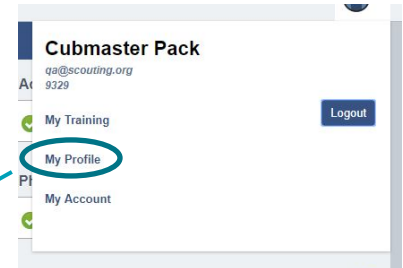 Cubmaster Pack
qa@scouting.org
9329
My Training
Logout
My Profile
My Account